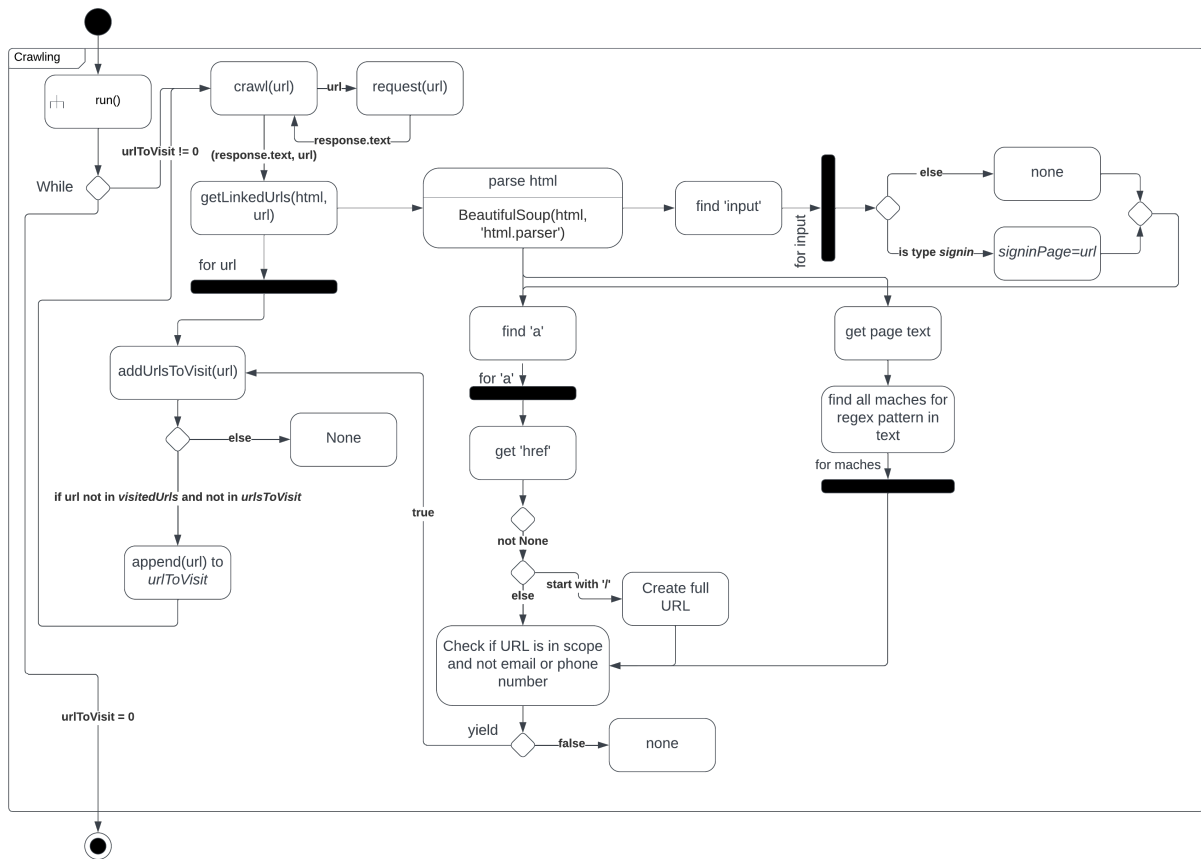 Crawling
run()
crawl(url)
url
request(url)
response.text
urlToVisit != 0
(response.text, url)
While
getLinkedUrls(html,
url)
parse html
BeautifulSoup(html,
'html.parser')
find 'input'
for input
else
none
is type signin
signinPage=url
for url
find 'a'
get page text
addUrlsToVisit(url)
for 'a'
find all maches for
regex pattern in
text
else
None
get 'href'
for maches
if url not in visitedUrls and not in urlsToVisit
true
not None
append(url) to
urlToVisit
start with '/'
else
Create full
URL
Check if URL is in scope
and not email or phone
number
urlToVisit = 0
yield
false
none